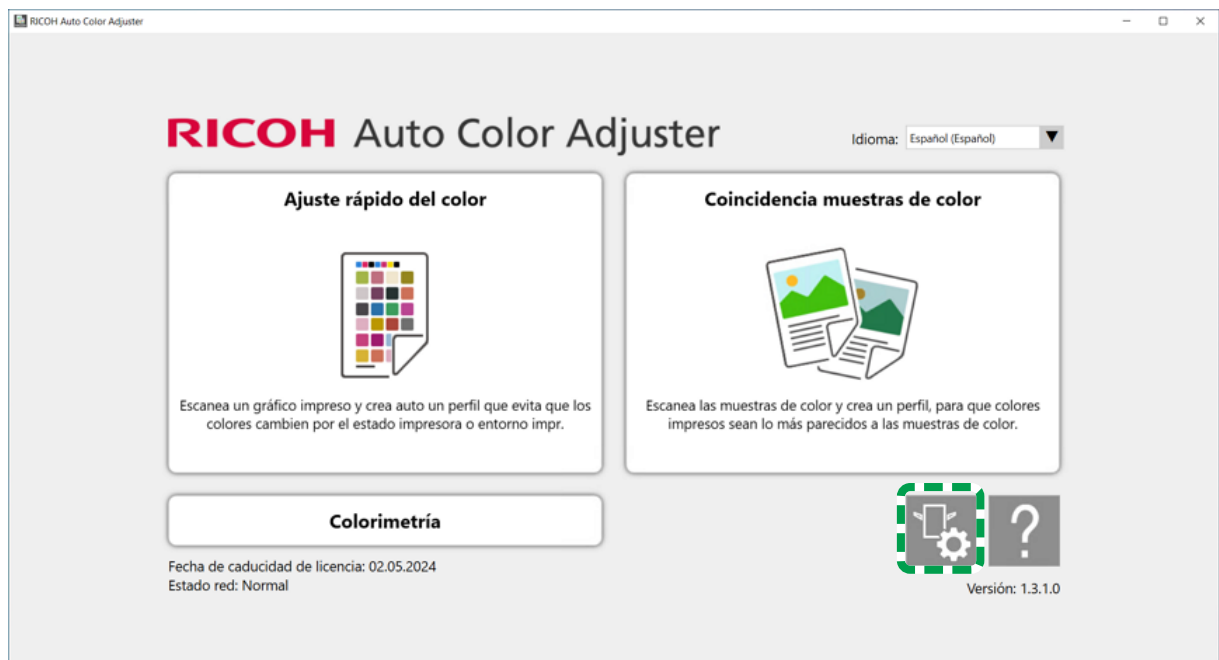 RICOH Auto Color Adjuster
RICOH Auto Color Adjuster
Idioma: Español (Español)
Ajuste rápido del color
Escanea un gráfico impreso y crea auto un perfil que evita que los
colores cambien por el estado impresora o entorno impr.
Coincidencia muestras de color
Escanea las muestras de color y crea un perfil, para que colores
impresos sean lo más parecidos a las muestras de color.
Colorimetría
?
Fecha de caducidad de licencia: 02.05.2024
Estado red: Normal
Versión: 1.3.1.0